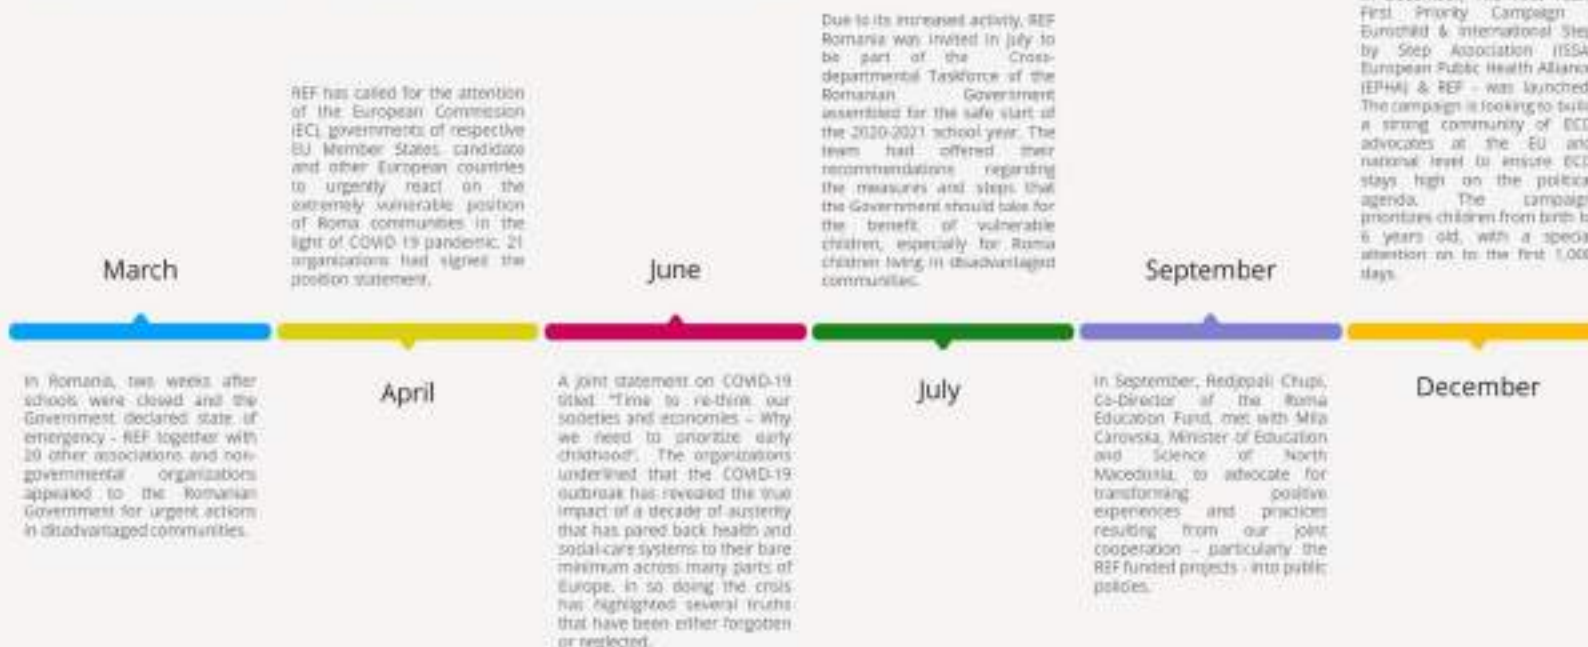 March
In Romania, two weeks after
schools were closed and the
Government declared state of
emergency - REF together with
20 other associations and non-
governmental organizations
appealed to the Romanian
Government for urgent actions
in disadvantaged communities.
REF has called for the attention
of the European Commission
(EC), governments of respective
EU Member States, candidate
and other European countries
to urgently react on the
extremely vulnerable position
of Roma communities in the
light of COVID 19 pandemic. 21
organizations had signed the
position statement.
April
June
A joint statement on COVID-19
titled "Time to re-think our
societies and economies – Why
we need to prioritize early
childhood". The organizations
underlined that the COVID-19
outbreak has revealed the true
impact of a decade of austerity
that has pared back health and
social-care systems to their bare
minimum across many parts of
Europe. In so doing the crisis
has highlighted several truths
that have been either forgotten
or neglected.
Due to its increased activity, REF
Romania was invited in July to
be part of the Cross-
departmental Taskforce of the
Romanian Government
assembled for the safe start of
the 2020-2021 school year. The
team had offered their
recommendations regarding
the measures and steps that
the Government should take for
the benefit of vulnerable
children, especially for Roma
children living in disadvantaged
communities.
July
September
In September, Redjepali Chupi,
Co-Director of the Roma
Education Fund, met with Mila
Carovska, Minister of Education
and Science of North
Macedonia, to advocate for
transforming positive
experiences and practices
resulting from our joint
cooperation - particularly the
REF funded projects - into public
policies.
First Priority Campaign
Eurochild & International Step
by Step Association (ISSA)
European Public Health Alliance
(EPHA) & REF - was launched.
The campaign is looking to build
a strong community of ECD
advocates at the EU and
national level to ensure ECD
stays high on the political
agenda. The campaign
prioritizes children from birth to
6 years old, with a special
attention on to the first 1,000
days.
December